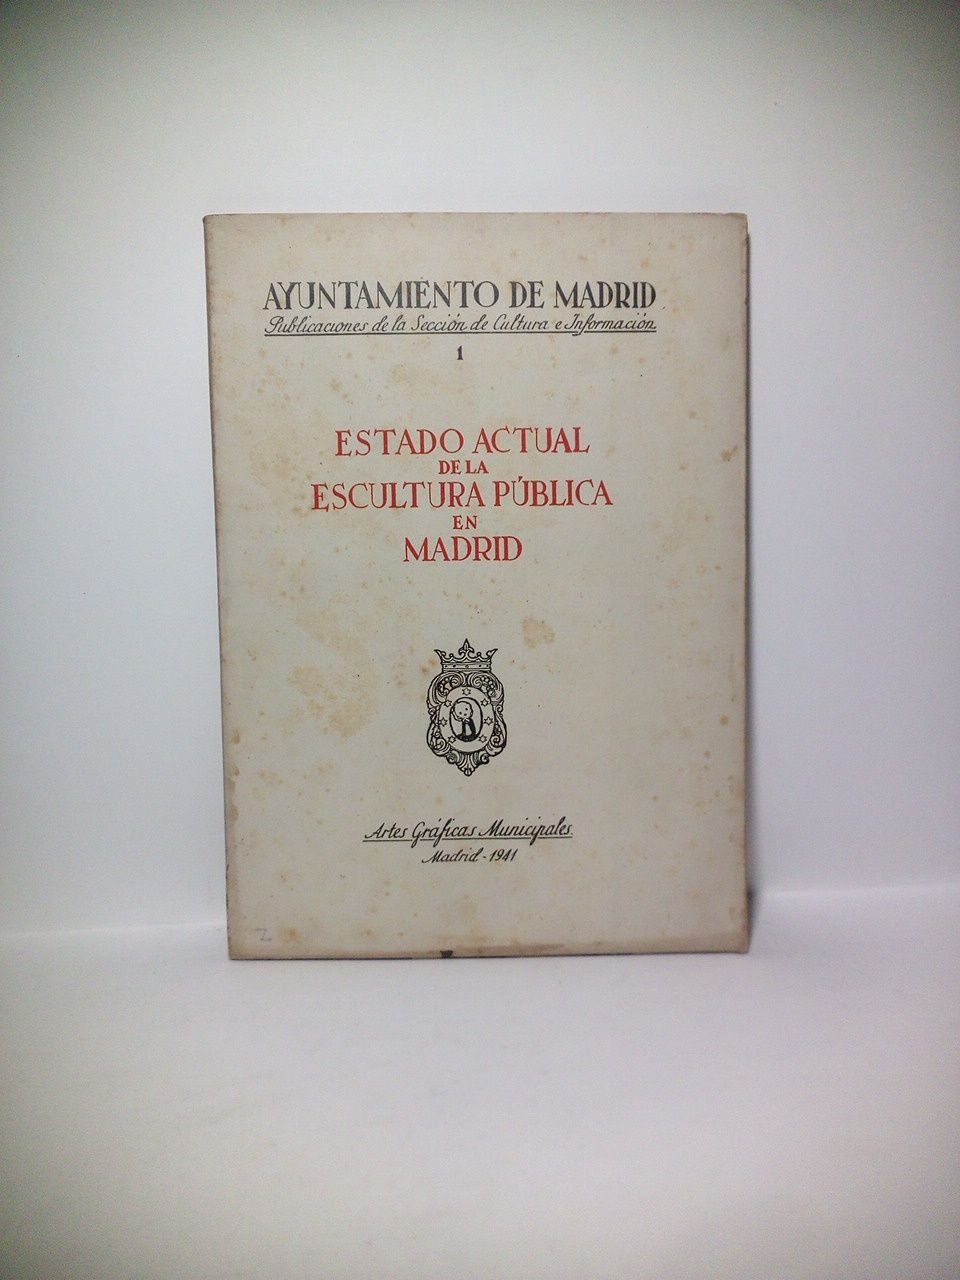 AYUNTAMIENTO DE MADRID
Publicaciones de la Sección de Cultura e Información
1
ESTADO ACTUAL
DE LA
ESCULTURA PÚBLICA
EN
MADRID
Artes Gráficas Municipales
Madrid - 1941